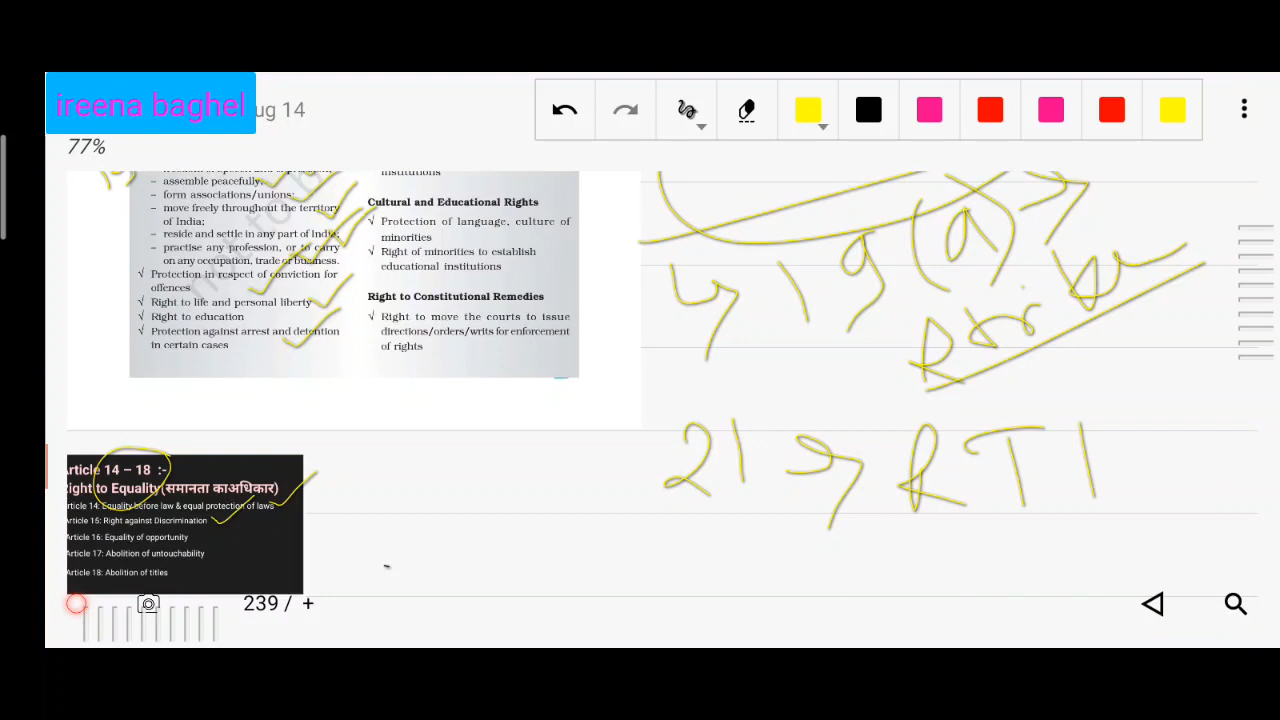 ireena baghel
ug 14
77%
assemble peacefully;
– form associations/unions;
– move freely throughout the territory
of India;
– reside and settle in any part of India;
– practise any profession, or to carry
on any occupation, trade or business.
√ Protection in respect of conviction for
offences
√ Right to life and personal liberty
√ Right to education
√ Protection against arrest and detention
in certain cases
institutions
Cultural and Educational Rights
√ Protection of language, culture of
minorities
√ Right of minorities to establish
educational institutions
Right to Constitutional Remedies
√ Right to move the courts to issue
directions/orders/writs for enforcement
of rights
19(a)
21 RTI
rticle 14 – 18 :-
Right to Equality(समानता काअधिकार)
rticle 14: Equality before law & equal protection of laws
rticle 15: Right against Discrimination
rticle 16: Equality of opportunity
rticle 17: Abolition of untouchability
rticle 18: Abolition of titles
239 / +